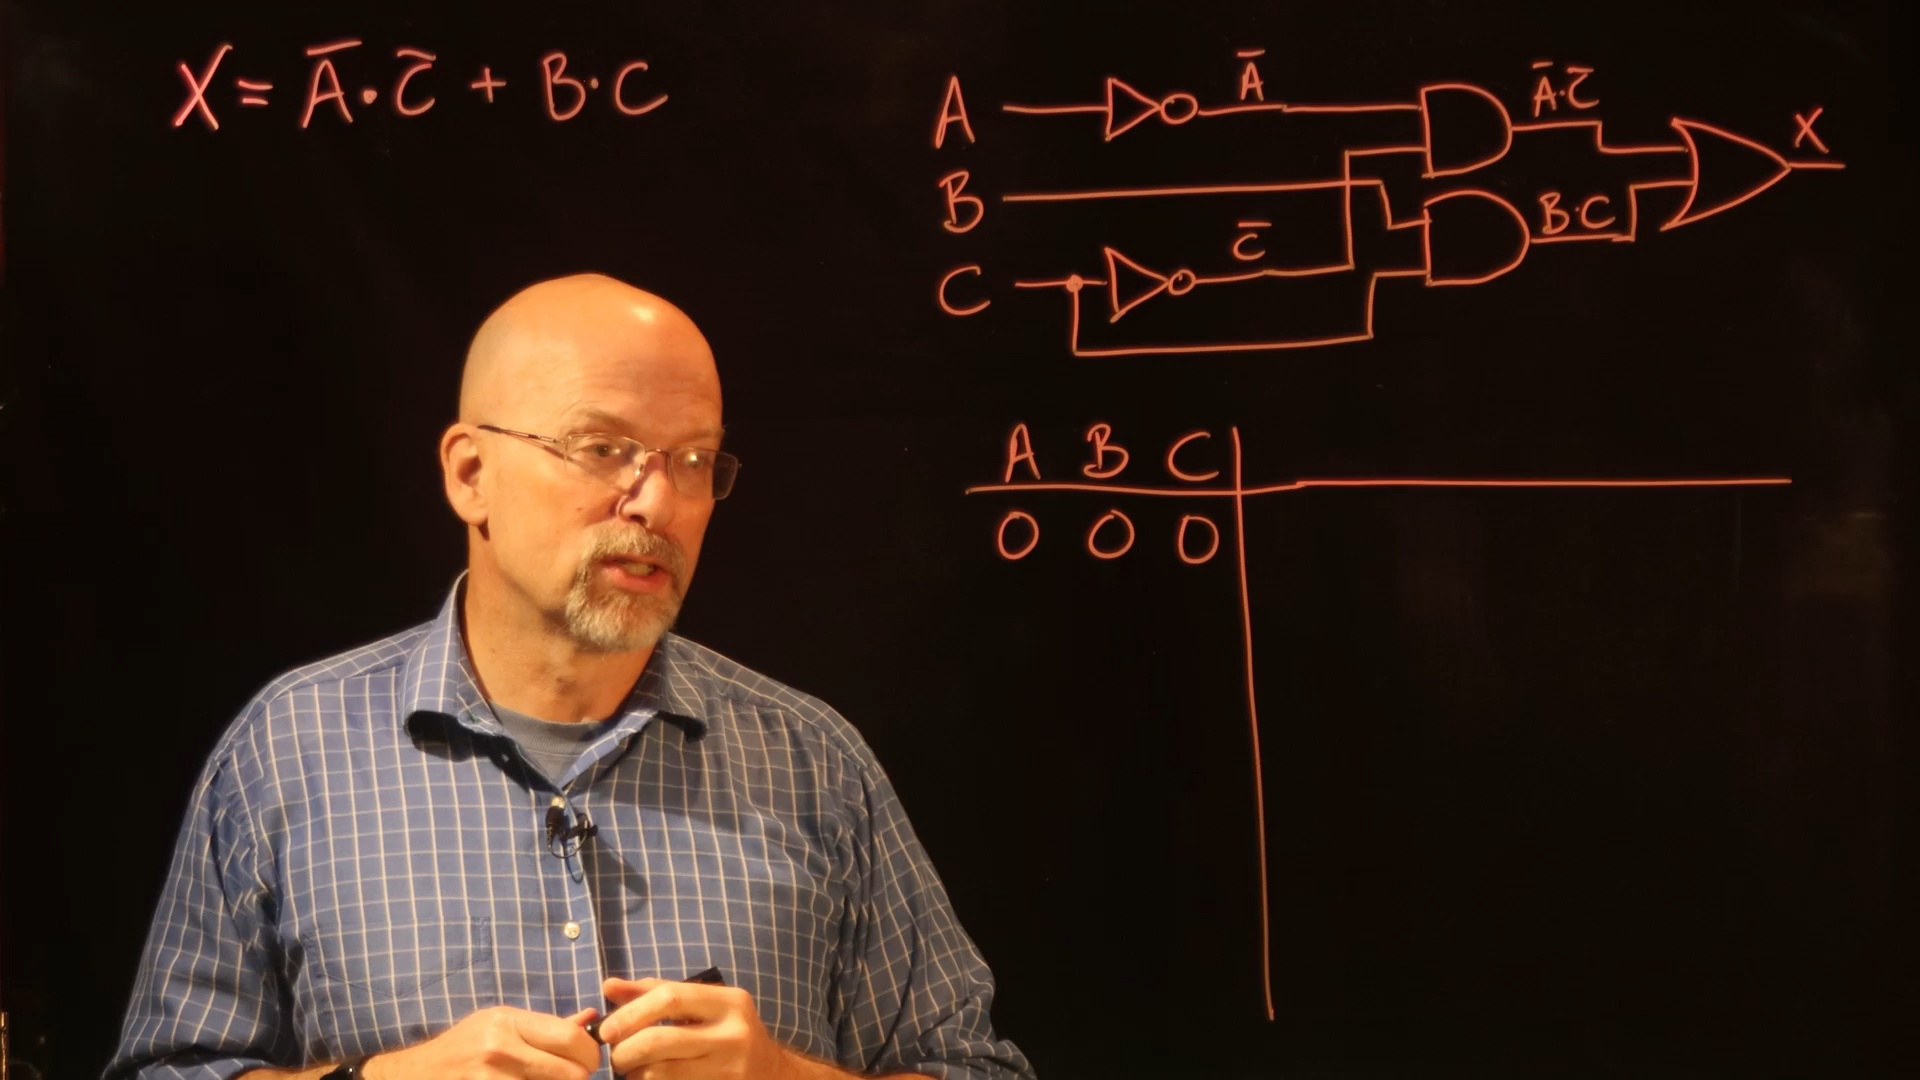 X = A̅·C̅ + B·C
A A̅ A̅·C̅ X
B B·C
C C̅
A B C
0 0 0